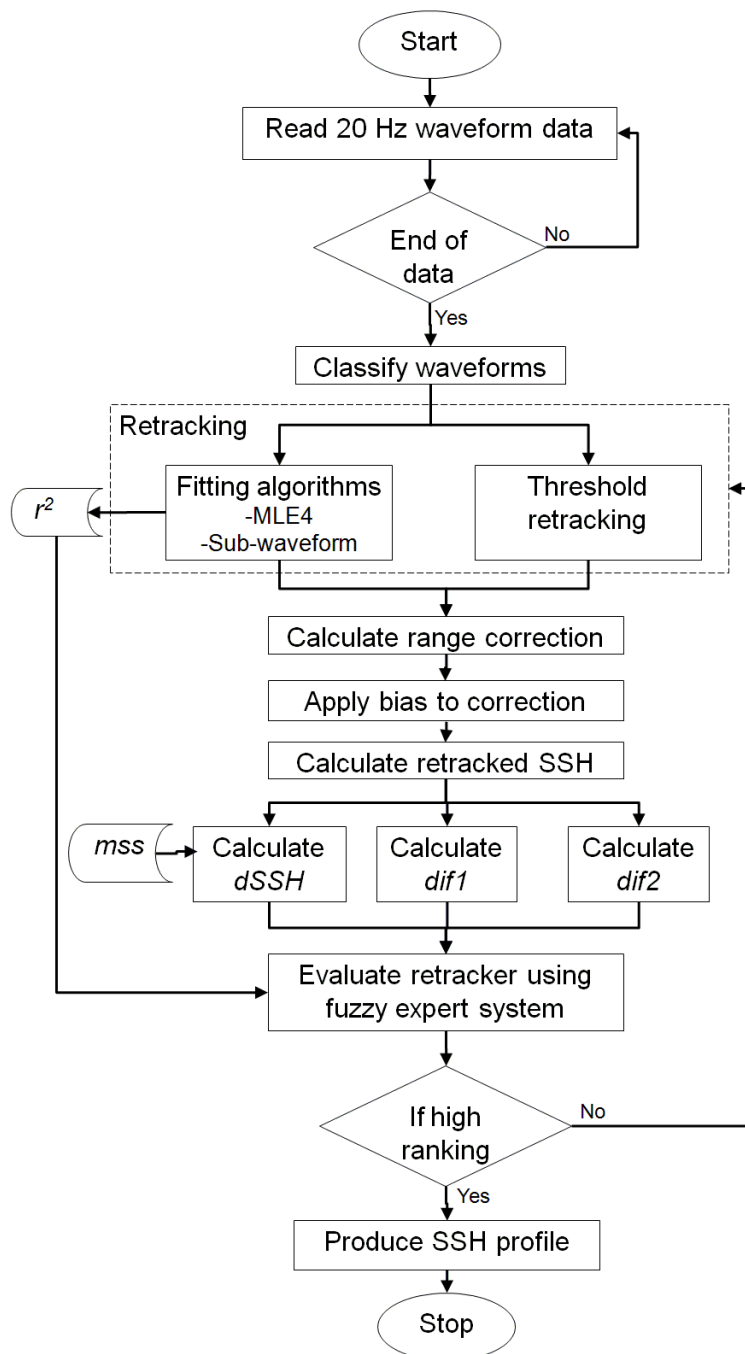 Start
Read 20 Hz waveform data
End of
data
No
Yes
Classify waveforms
Retracking
Fitting algorithms
-MLE4
-Sub-waveform
Threshold
retracking
r²
Calculate range correction
Apply bias to correction
Calculate retracked SSH
mss
Calculate
dSSH
Calculate
dif1
Calculate
dif2
Evaluate retracker using
fuzzy expert system
If high
ranking
No
Yes
Produce SSH profile
Stop